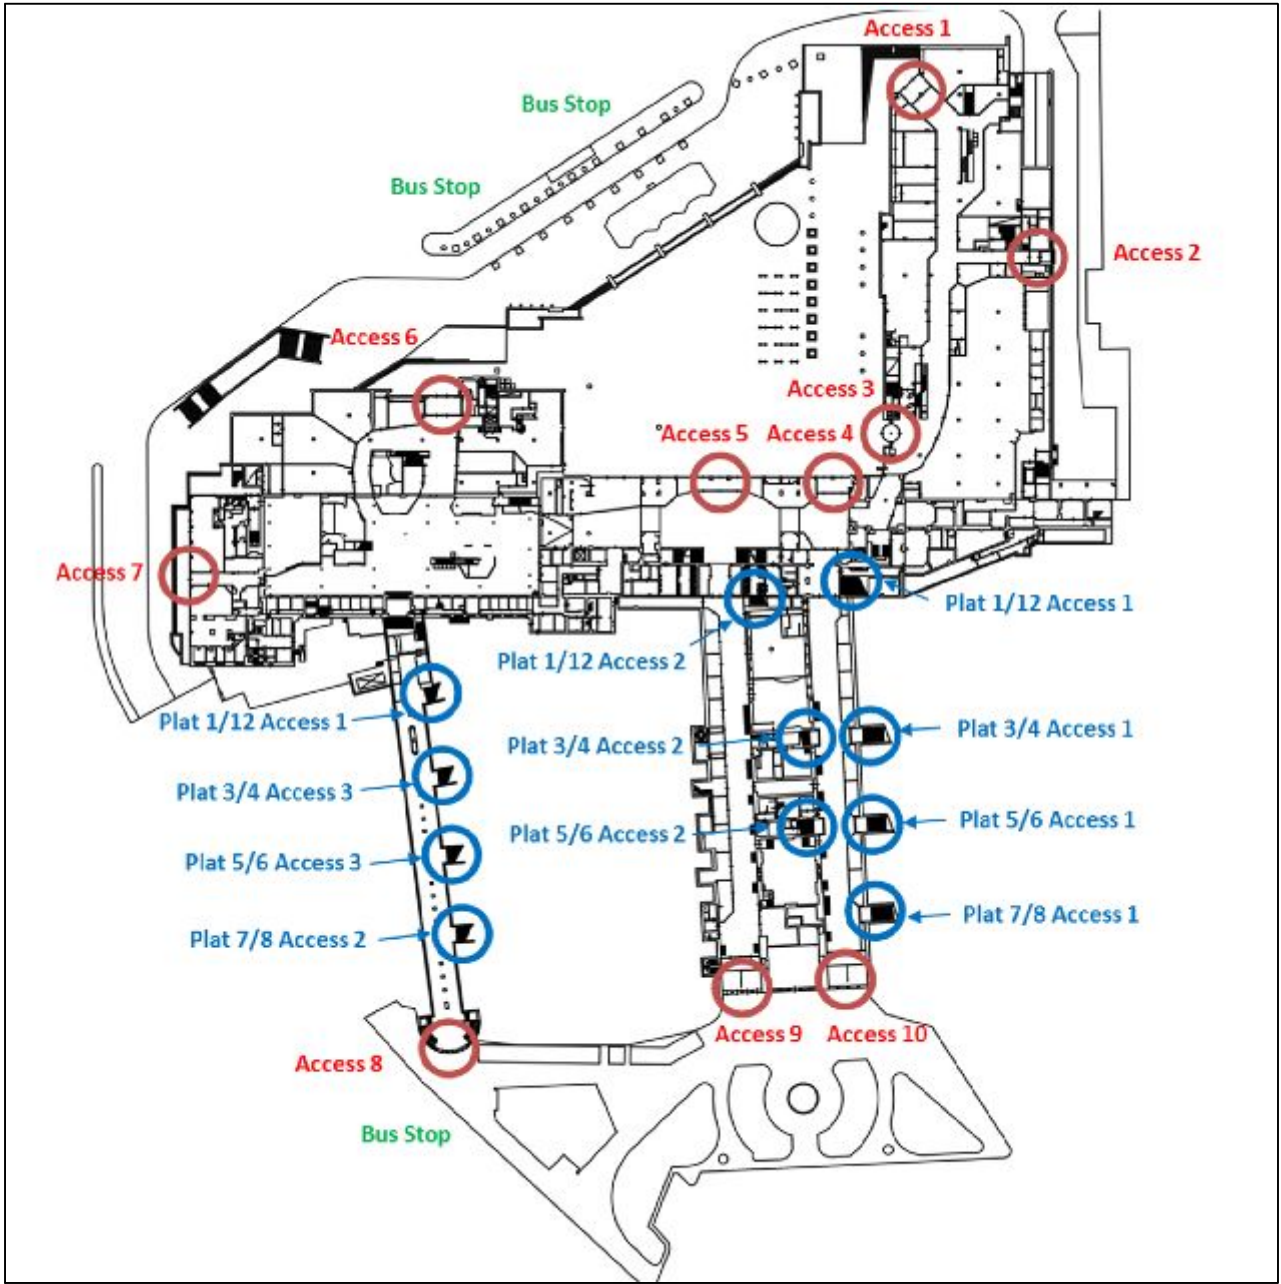 Access 1
Bus Stop
Bus Stop
Access 2
Access 6
Access 3
Access 5
Access 4
Access 7
Plat 1/12 Access 1
Plat 1/12 Access 2
Plat 1/12 Access 1
Plat 3/4 Access 2
Plat 3/4 Access 1
Plat 3/4 Access 3
Plat 5/6 Access 2
Plat 5/6 Access 1
Plat 5/6 Access 3
Plat 7/8 Access 1
Plat 7/8 Access 2
Access 9
Access 10
Access 8
Bus Stop